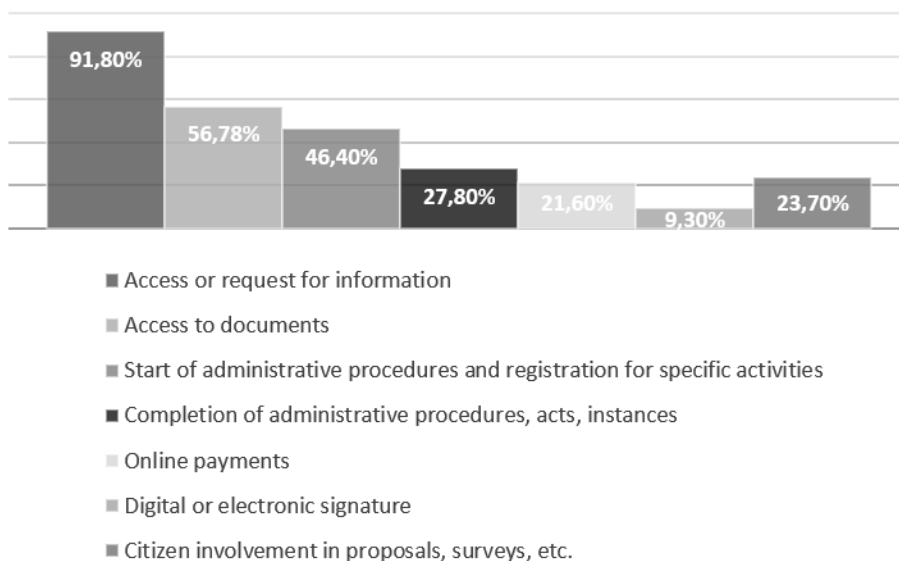 91,80%
56,78%
46,40%
27,80%
21,60%
9,30%
23,70%
Access or request for information
Access to documents
Start of administrative procedures and registration for specific activities
Completion of administrative procedures, acts, instances
Online payments
Digital or electronic signature
Citizen involvement in proposals, surveys, etc.